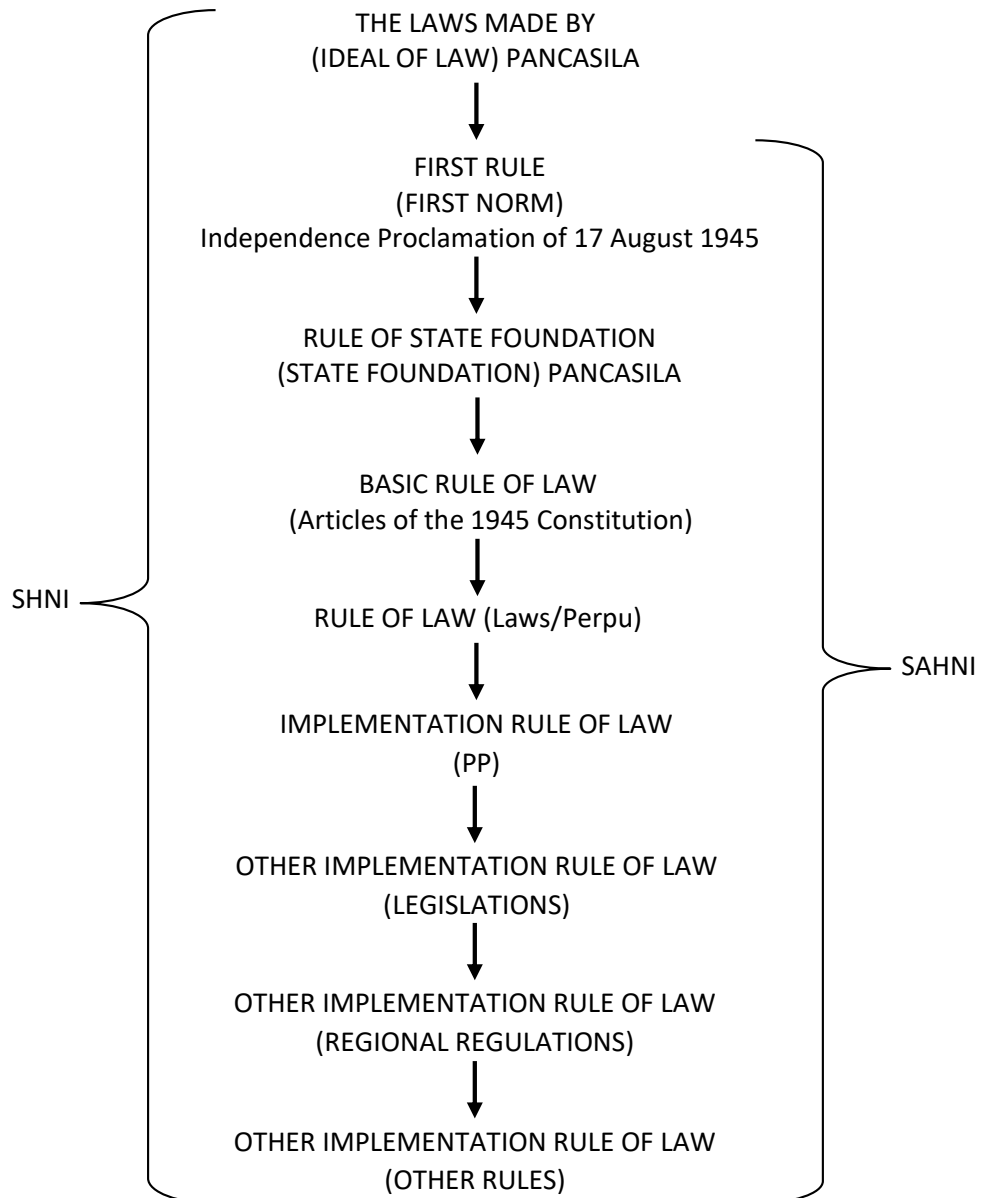 THE LAWS MADE BY
(IDEAL OF LAW) PANCASILA
FIRST RULE
(FIRST NORM)
Independence Proclamation of 17 August 1945
RULE OF STATE FOUNDATION
(STATE FOUNDATION) PANCASILA
BASIC RULE OF LAW
(Articles of the 1945 Constitution)
SHNI
RULE OF LAW (Laws/Perpu)
SAHNI
IMPLEMENTATION RULE OF LAW
(PP)
OTHER IMPLEMENTATION RULE OF LAW
(LEGISLATIONS)
OTHER IMPLEMENTATION RULE OF LAW
(REGIONAL REGULATIONS)
OTHER IMPLEMENTATION RULE OF LAW
(OTHER RULES)